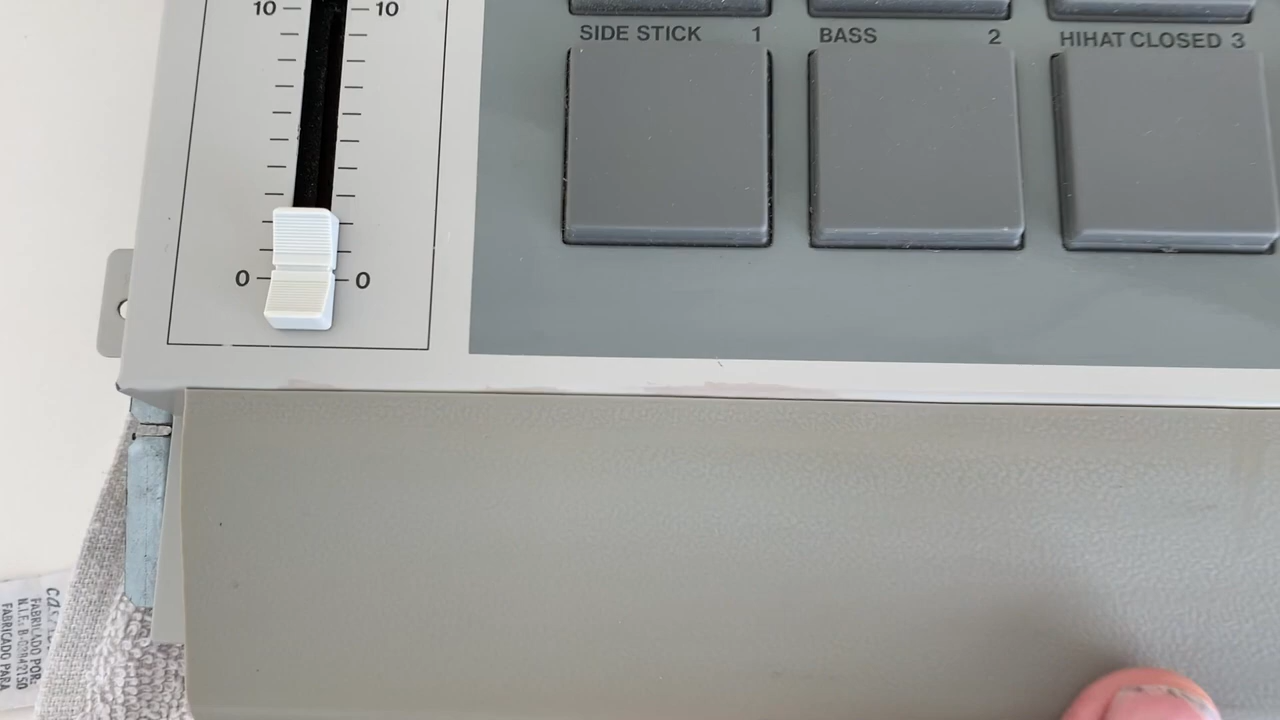 10 10
SIDE STICK 1 BASS 2 HIHAT CLOSED 3
0 0
FABRICADO POR:
N.I.F. B-
FABRICADO PARA